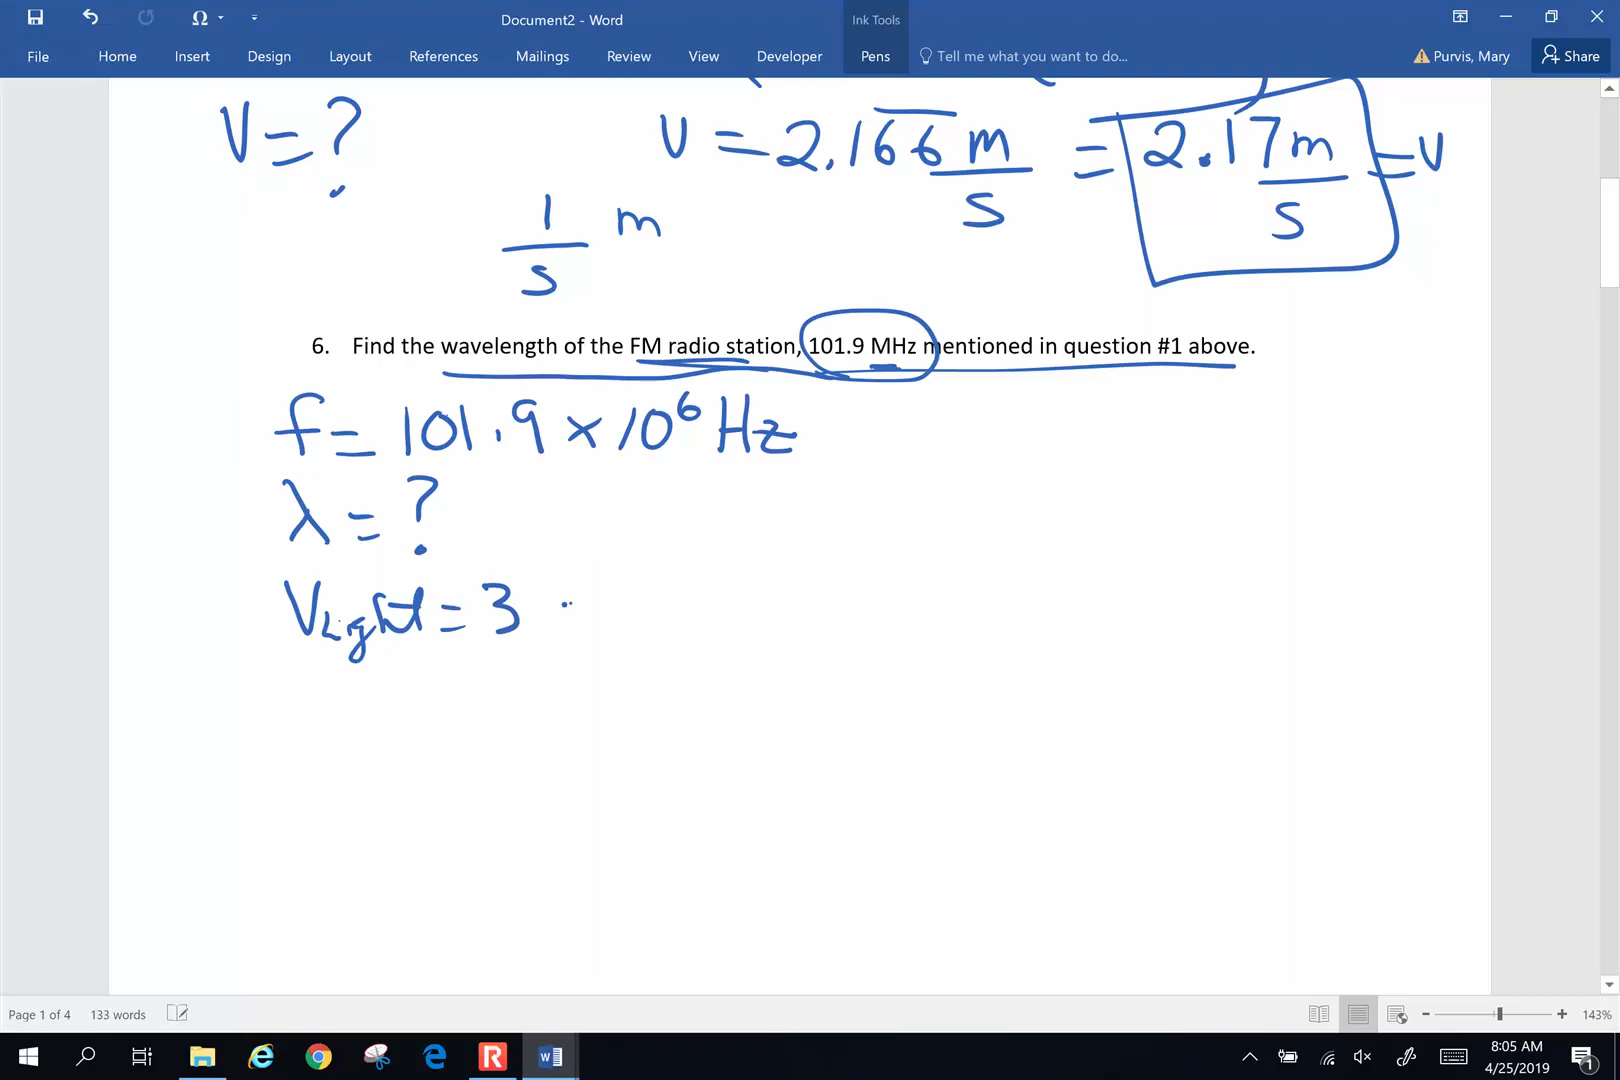 Document2 - Word
Ink Tools
File Home Insert Design Layout References Mailings Review View Developer Pens Tell me what you want to do... Purvis, Mary Share
V = ?
v = 2.166 m/s = 2.17 m/s = v
1/s m
6. Find the wavelength of the FM radio station, 101.9 MHz mentioned in question #1 above.
f = 101.9 × 10⁶ Hz
λ = ?
VLight = 3
Page 1 of 4 133 words 143%
8:05 AM
4/25/2019
1